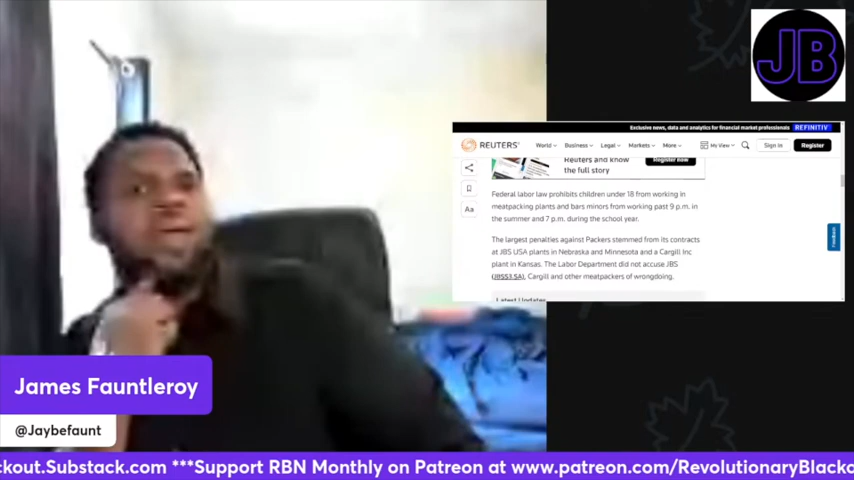 JB
Exclusive news, data and analytics for financial market professionals REFINITIV
REUTERS World Business Legal Markets More My View Sign In Register
Reuters and know Register now
the full story
Federal labor law prohibits children under 18 from working in
meatpacking plants and bars minors from working past 9 p.m. in
Aa
the summer and 7 p.m. during the school year.
Feedback
The largest penalties against Packers stemmed from its contracts
at JBS USA plants in Nebraska and Minnesota and a Cargill Inc
plant in Kansas. The Labor Department did not accuse JBS
(JBSS3.SA), Cargill and other meatpackers of wrongdoing.
Latest Updates
James Fauntleroy
@Jaybefaunt
ckout.Substack.com ***Support RBN Monthly on Patreon at www.patreon.com/RevolutionaryBlacko